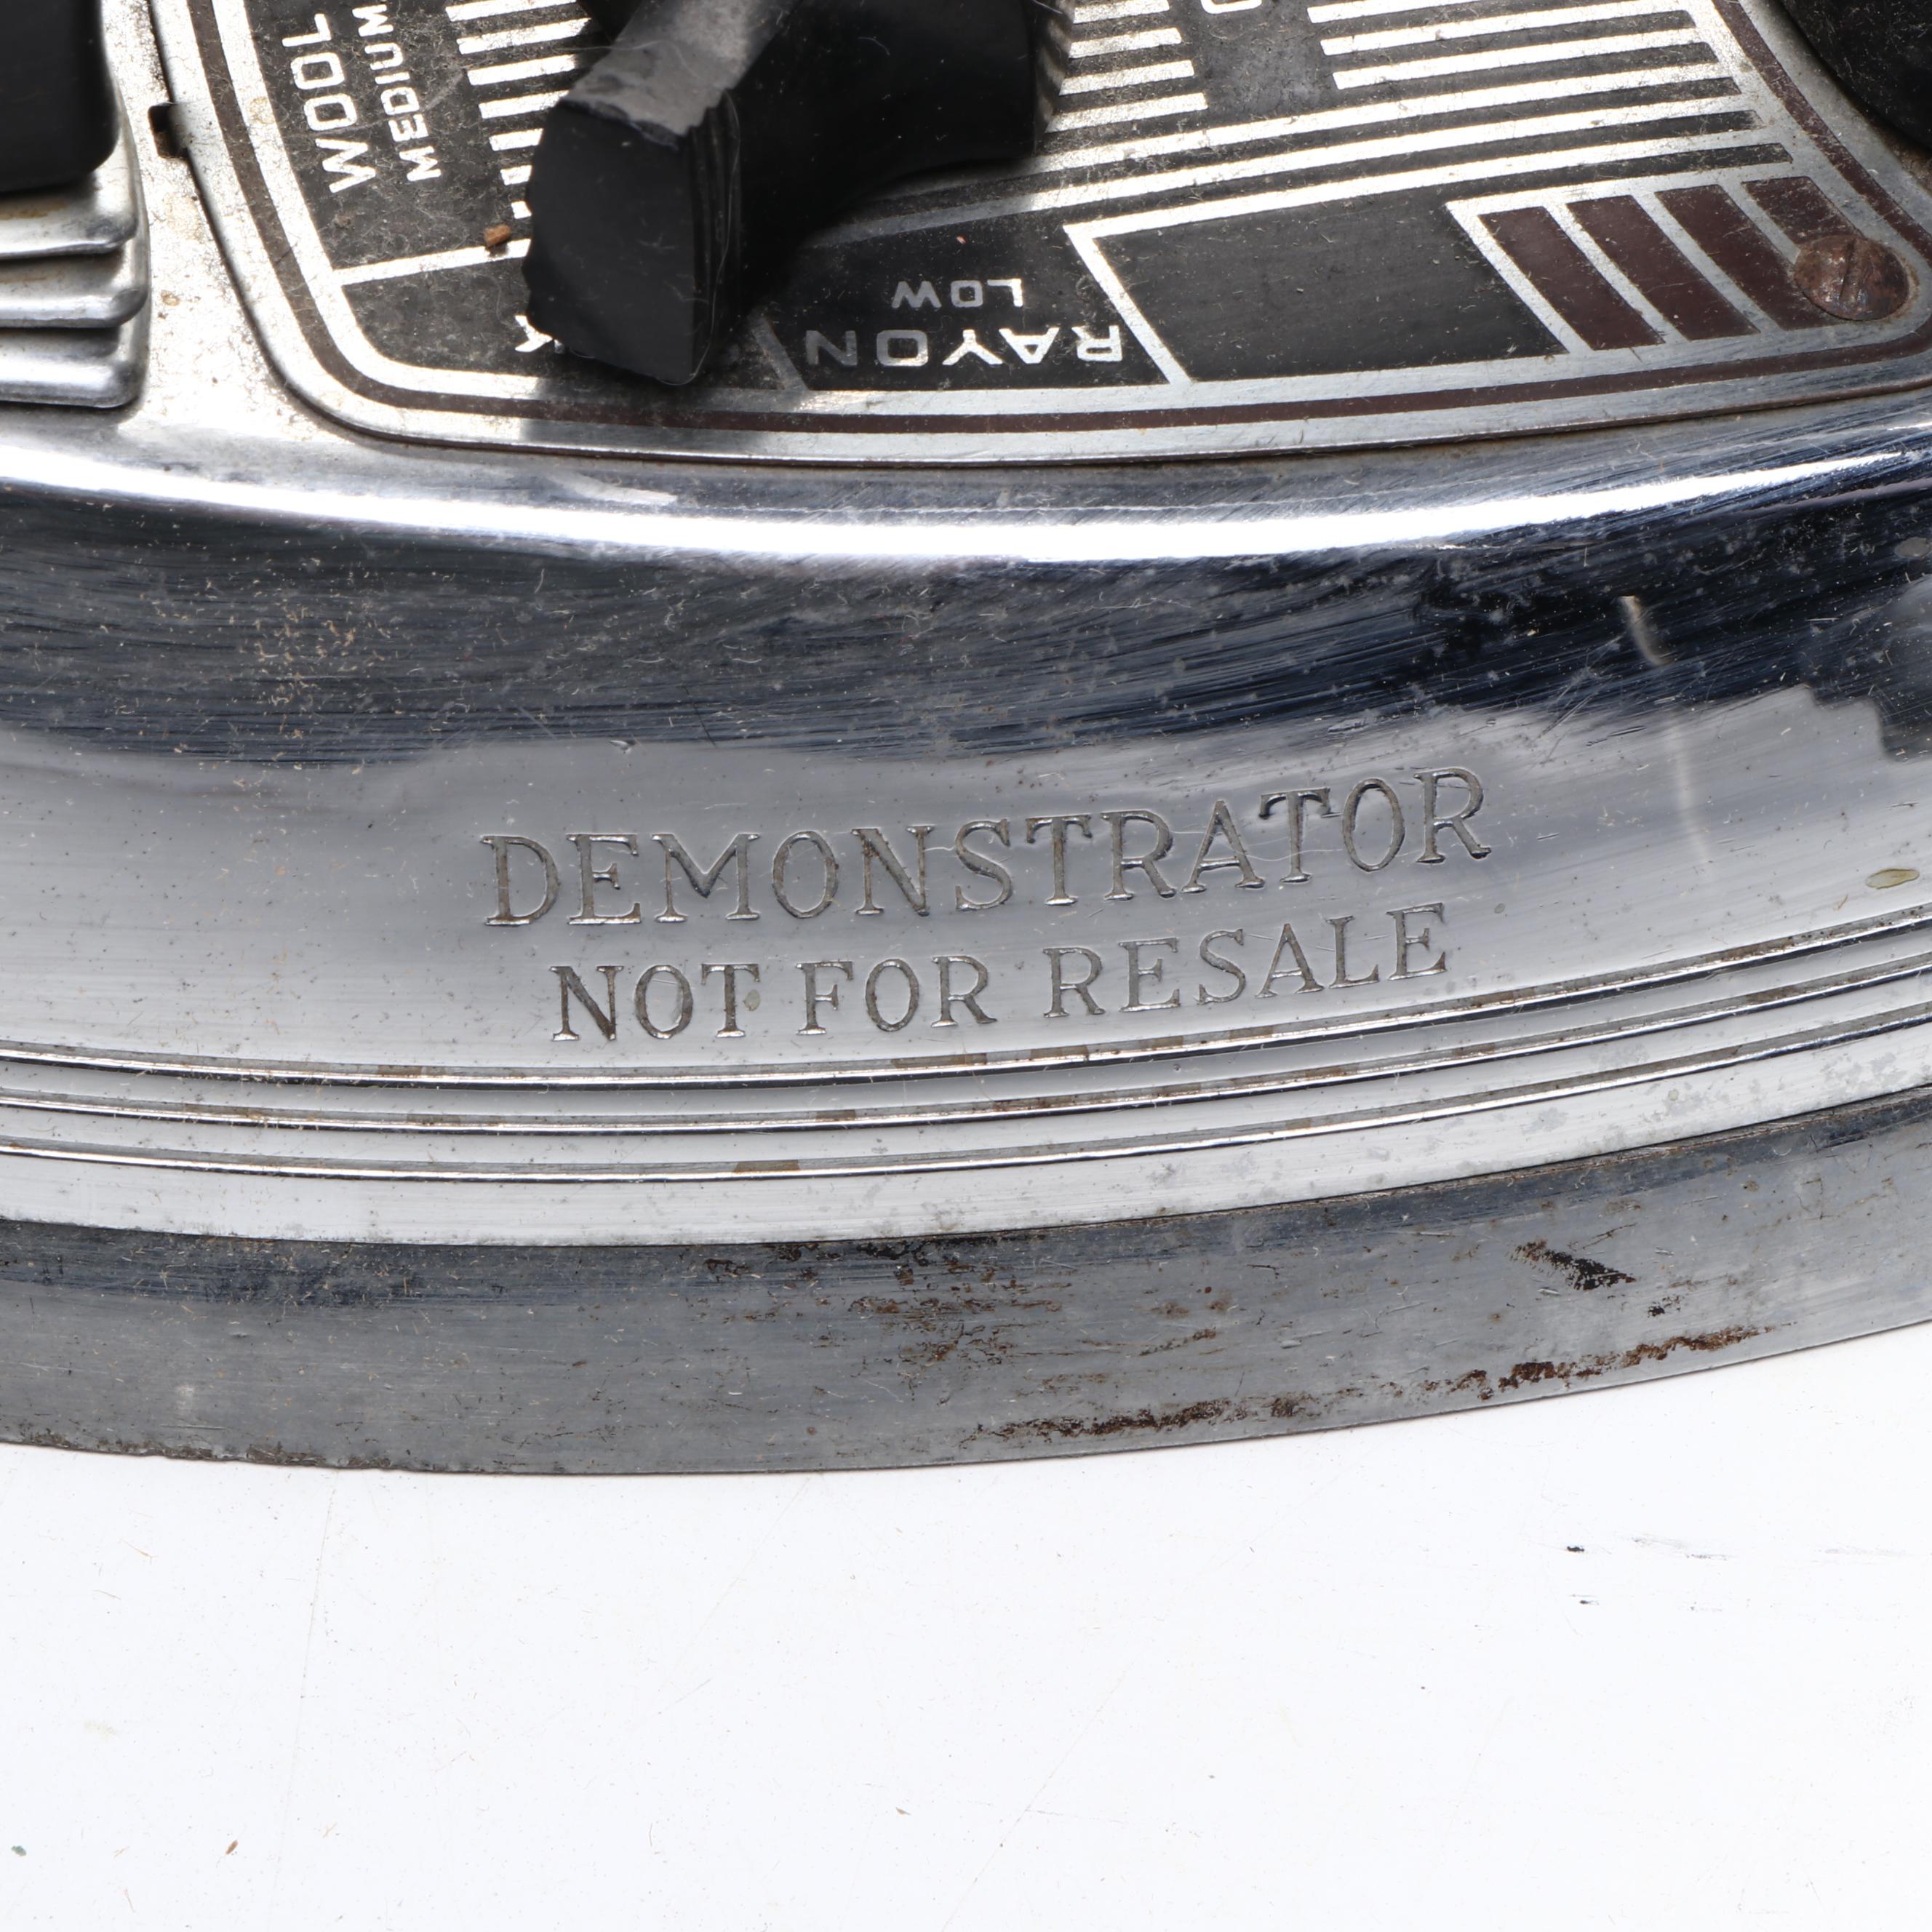 WOOL
MEDIUM
RAYON
LOW
DEMONSTRATOR
NOT FOR RESALE